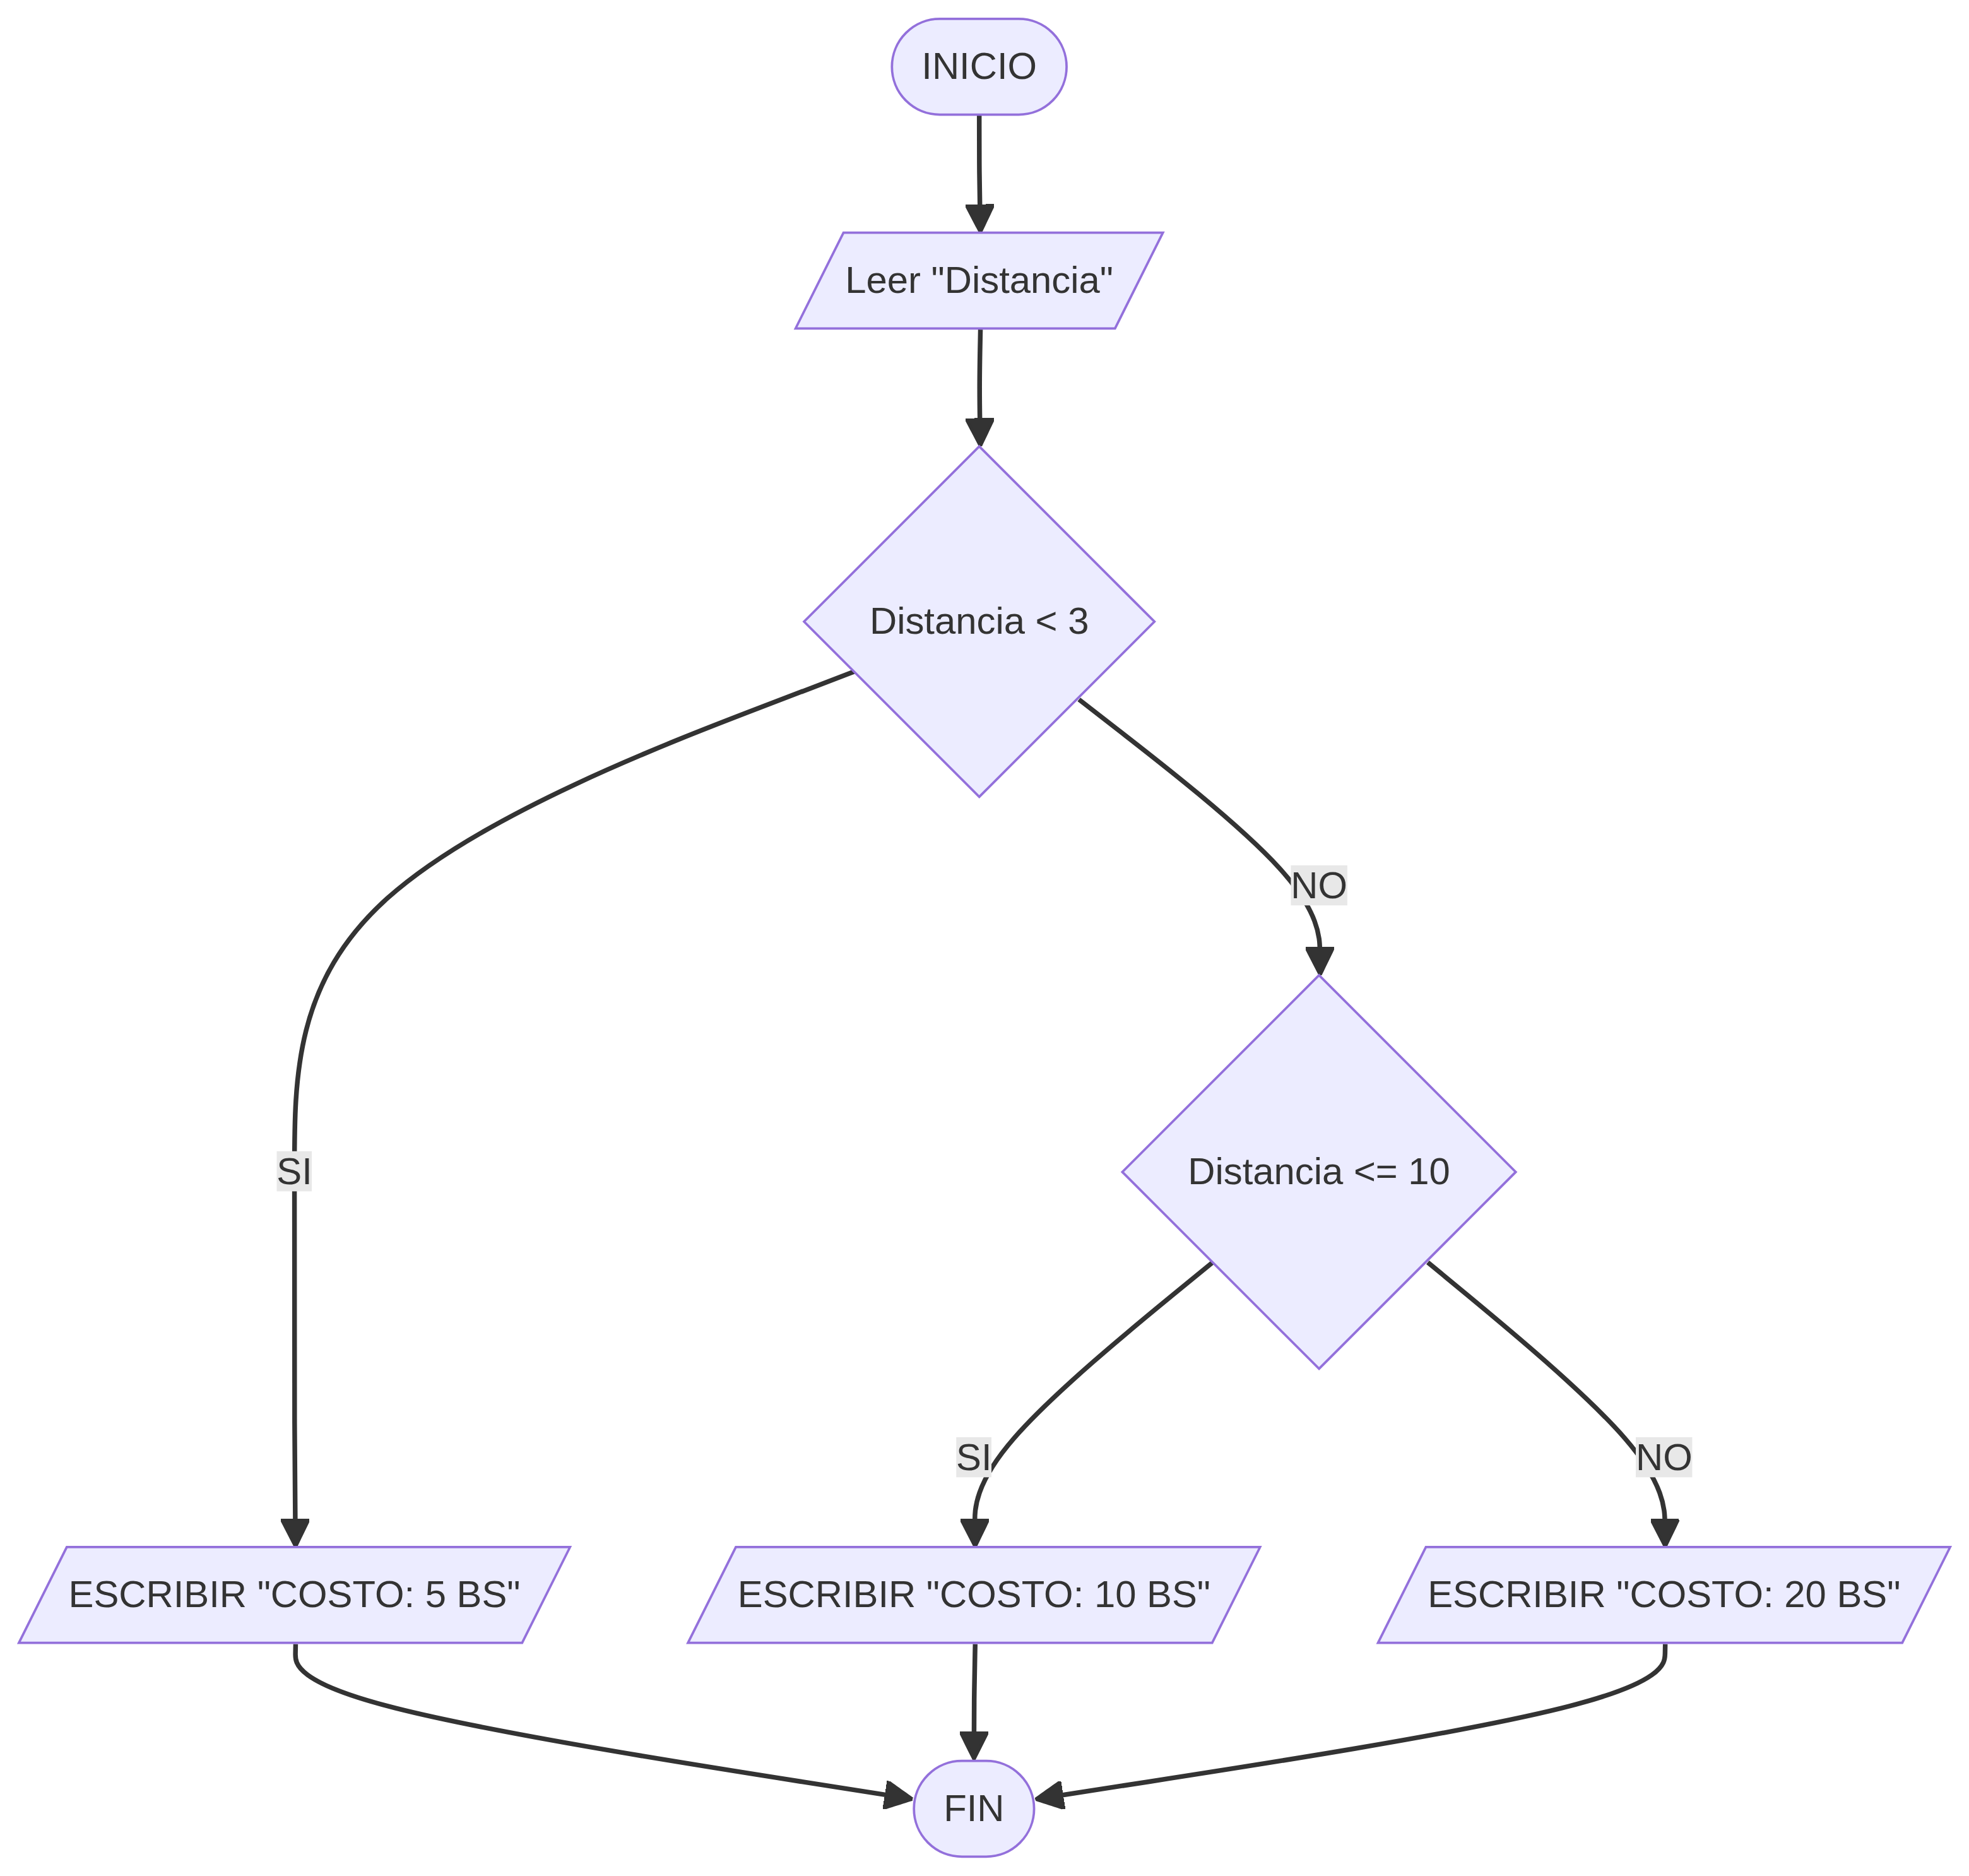 INICIO
Leer "Distancia"
Distancia < 3
NO
SI
Distancia <= 10
SI
NO
ESCRIBIR "COSTO: 5 BS"
ESCRIBIR "COSTO: 10 BS"
ESCRIBIR "COSTO: 20 BS"
FIN